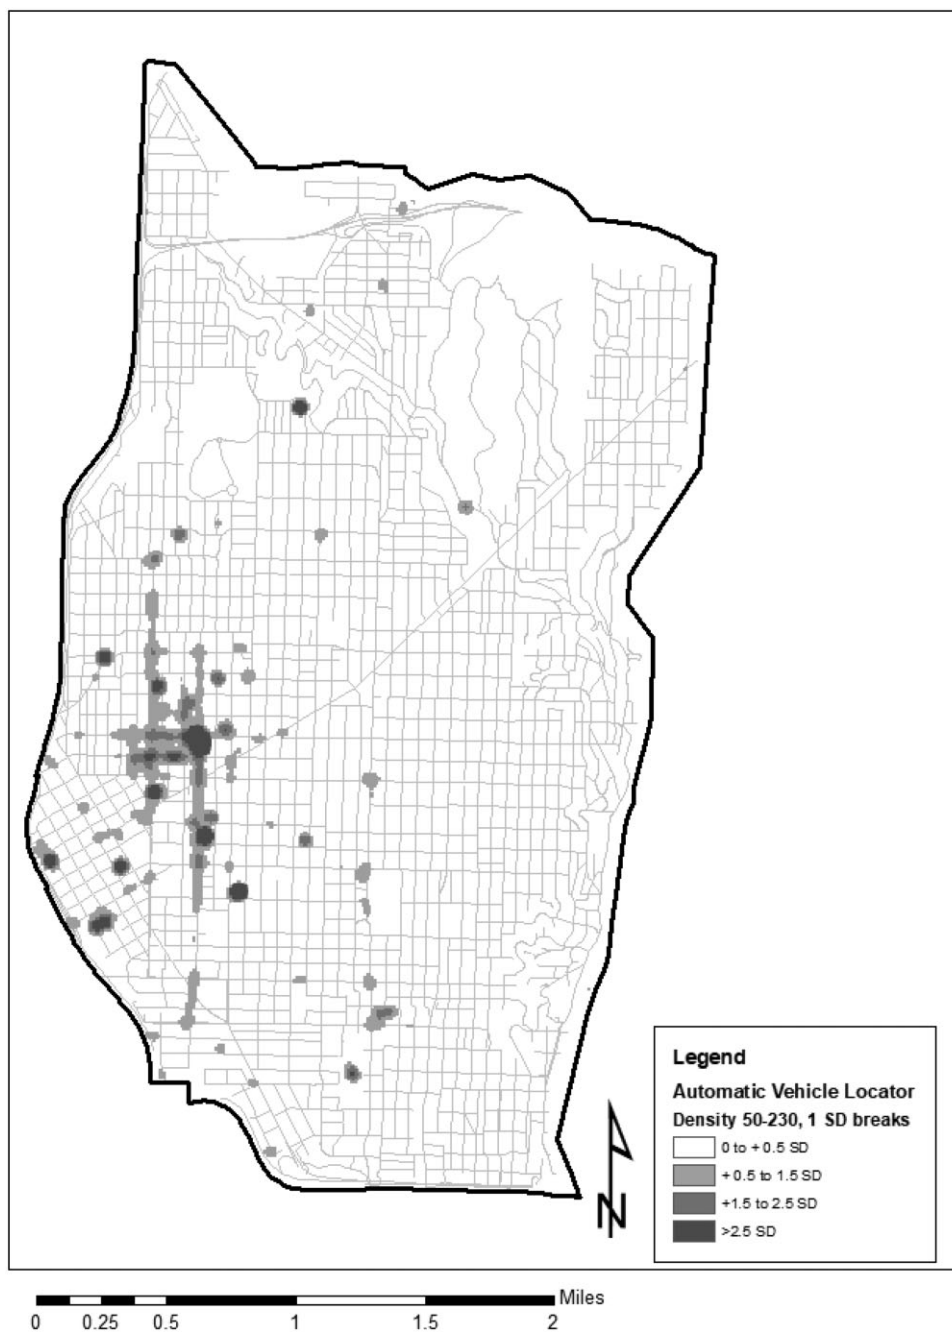 Legend
Automatic Vehicle Locator
Density 50-230, 1 SD breaks
0 to + 0.5 SD
+ 0.5 to 1.5 SD
+1.5 to 2.5 SD
>2.5 SD
N
Miles
0 0.25 0.5 1 1.5 2